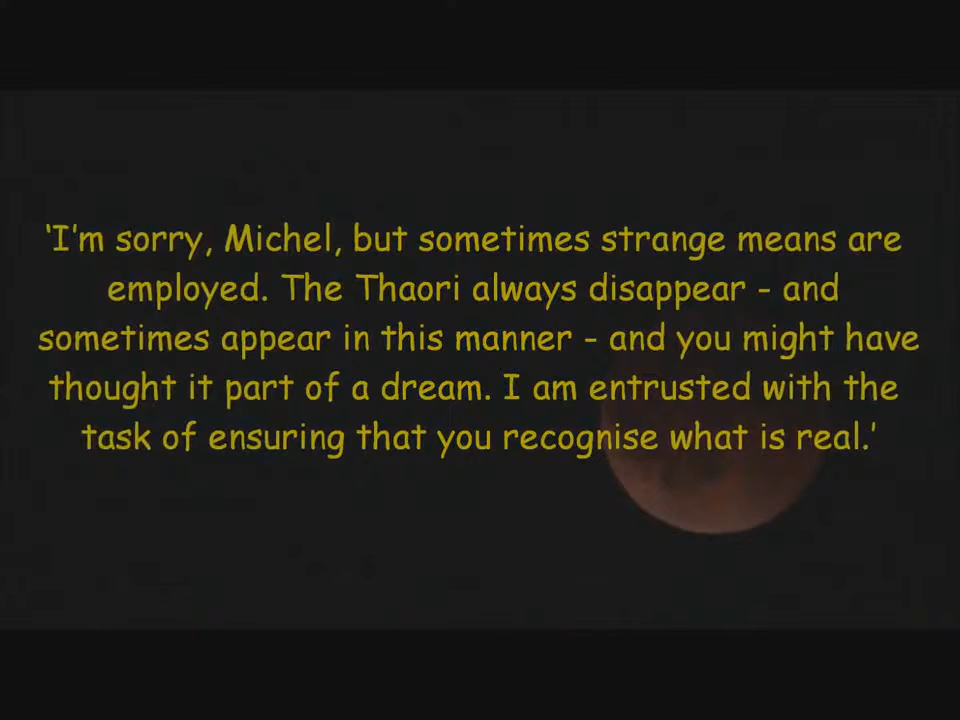 ‘I’m sorry, Michel, but sometimes strange means are
employed. The Thaori always disappear - and
sometimes appear in this manner - and you might have
thought it part of a dream. I am entrusted with the
task of ensuring that you recognise what is real.’